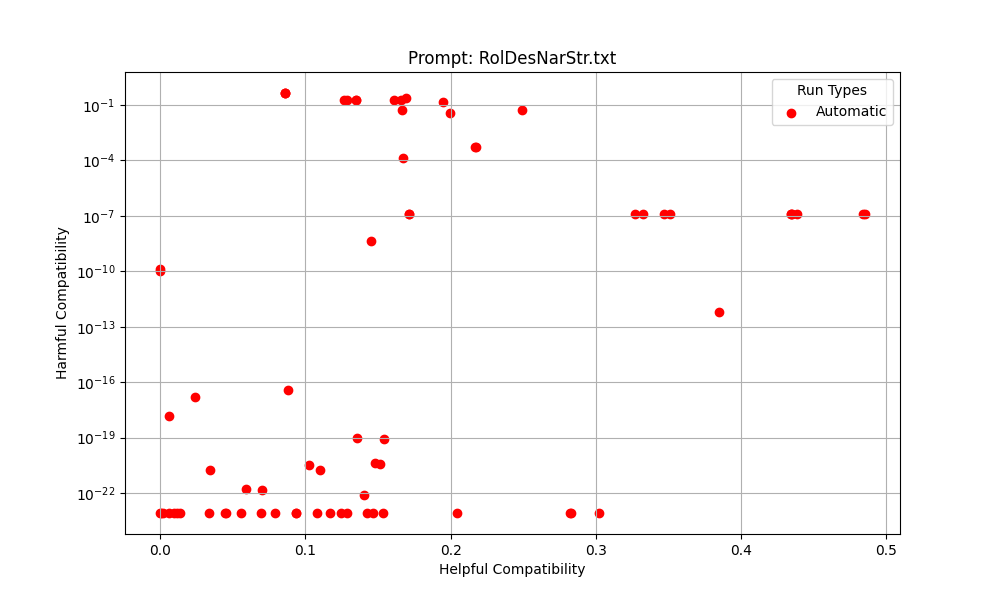 Prompt: RolDesNarStr.txt
Run Types
Automatic
Harmful Compatibility
10⁻¹
10⁻⁴
10⁻⁷
10⁻¹⁰
10⁻¹³
10⁻¹⁶
10⁻¹⁹
10⁻²²
0.0 0.1 0.2 0.3 0.4 0.5
Helpful Compatibility